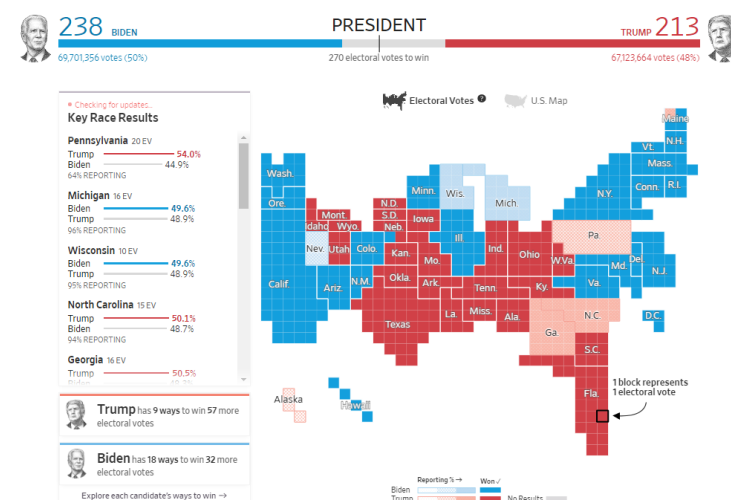 238 BIDEN
PRESIDENT
TRUMP 213
69,701,356 votes (50%)
270 electoral votes to win
67,123,664 votes (48%)
Checking for updates...
Key Race Results
Pennsylvania 20 EV
Trump 54.0%
Biden 44.9%
64% REPORTING
Michigan 16 EV
Biden 49.6%
Trump 48.9%
96% REPORTING
Wisconsin 10 EV
Biden 49.6%
Trump 48.9%
95% REPORTING
North Carolina 15 EV
Trump 50.1%
Biden 48.7%
94% REPORTING
Georgia 16 EV
Trump 50.5%
Biden
Trump has 9 ways to win 57 more
electoral votes
Biden has 18 ways to win 32 more
electoral votes
Explore each candidate's ways to win →
Electoral Votes ?
U.S. Map
Maine
Vt. N.H.
Wash. Mass.
Minn. Wis. Mich. N.Y. Conn. R.I.
Ore. N.D.
Mont. S.D. Iowa
Idaho Wyo. Neb. Ill. Pa.
Nev. Utah Colo. Kan. Mo. Ind. Ohio W.Va. Md. Del. N.J.
Calif. Ariz. N.M. Okla. Ark. Tenn. Ky. Va.
Texas La. Miss. Ala. Ga. N.C. D.C.
S.C.
Alaska Hawaii Fla.
1 block represents
1 electoral vote
Reporting % → Won ✓
Biden
Trump No Results